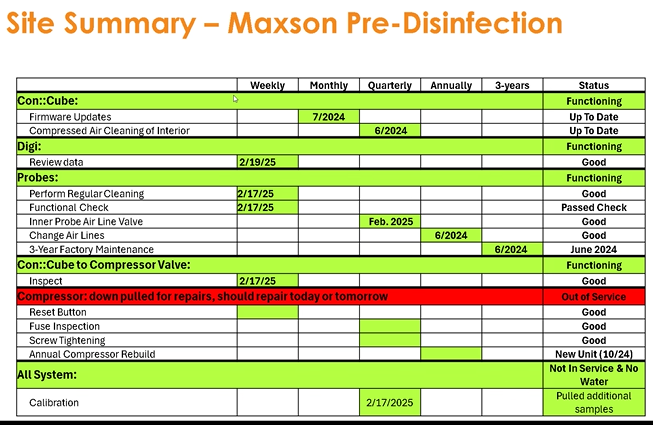 Site Summary – Maxson Pre-Disinfection
Weekly Monthly Quarterly Annually 3-years Status
Con::Cube: Functioning
Firmware Updates 7/2024 Up To Date
Compressed Air Cleaning of Interior 6/2024 Up To Date
Digi: Functioning
Review data 2/19/25 Good
Probes: Functioning
Perform Regular Cleaning 2/17/25 Good
Functional Check 2/17/25 Passed Check
Inner Probe Air Line Valve Feb. 2025 Good
Change Air Lines 6/2024 Good
3-Year Factory Maintenance 6/2024 June 2024
Con::Cube to Compressor Valve: Functioning
Inspect 2/17/25 Good
Compressor: down pulled for repairs, should repair today or tomorrow Out of Service
Reset Button Good
Fuse Inspection Good
Screw Tightening Good
Annual Compressor Rebuild New Unit (10/24)
All System: Not In Service & No
Water
Calibration 2/17/2025 Pulled additional
samples